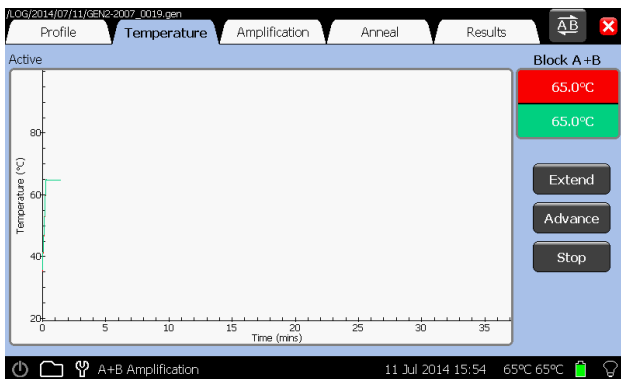 /LOG/2014/07/11/GEN2-2007_0019.gen
Profile Temperature Amplification Anneal Results AB
Active Block A+B
65.0°C
65.0°C
Extend
Advance
Stop
Temperature (°C)
80
60
40
20
0 5 10 15 20 25 30 35
Time (mins)
A+B Amplification 11 Jul 2014 15:54 65°C 65°C